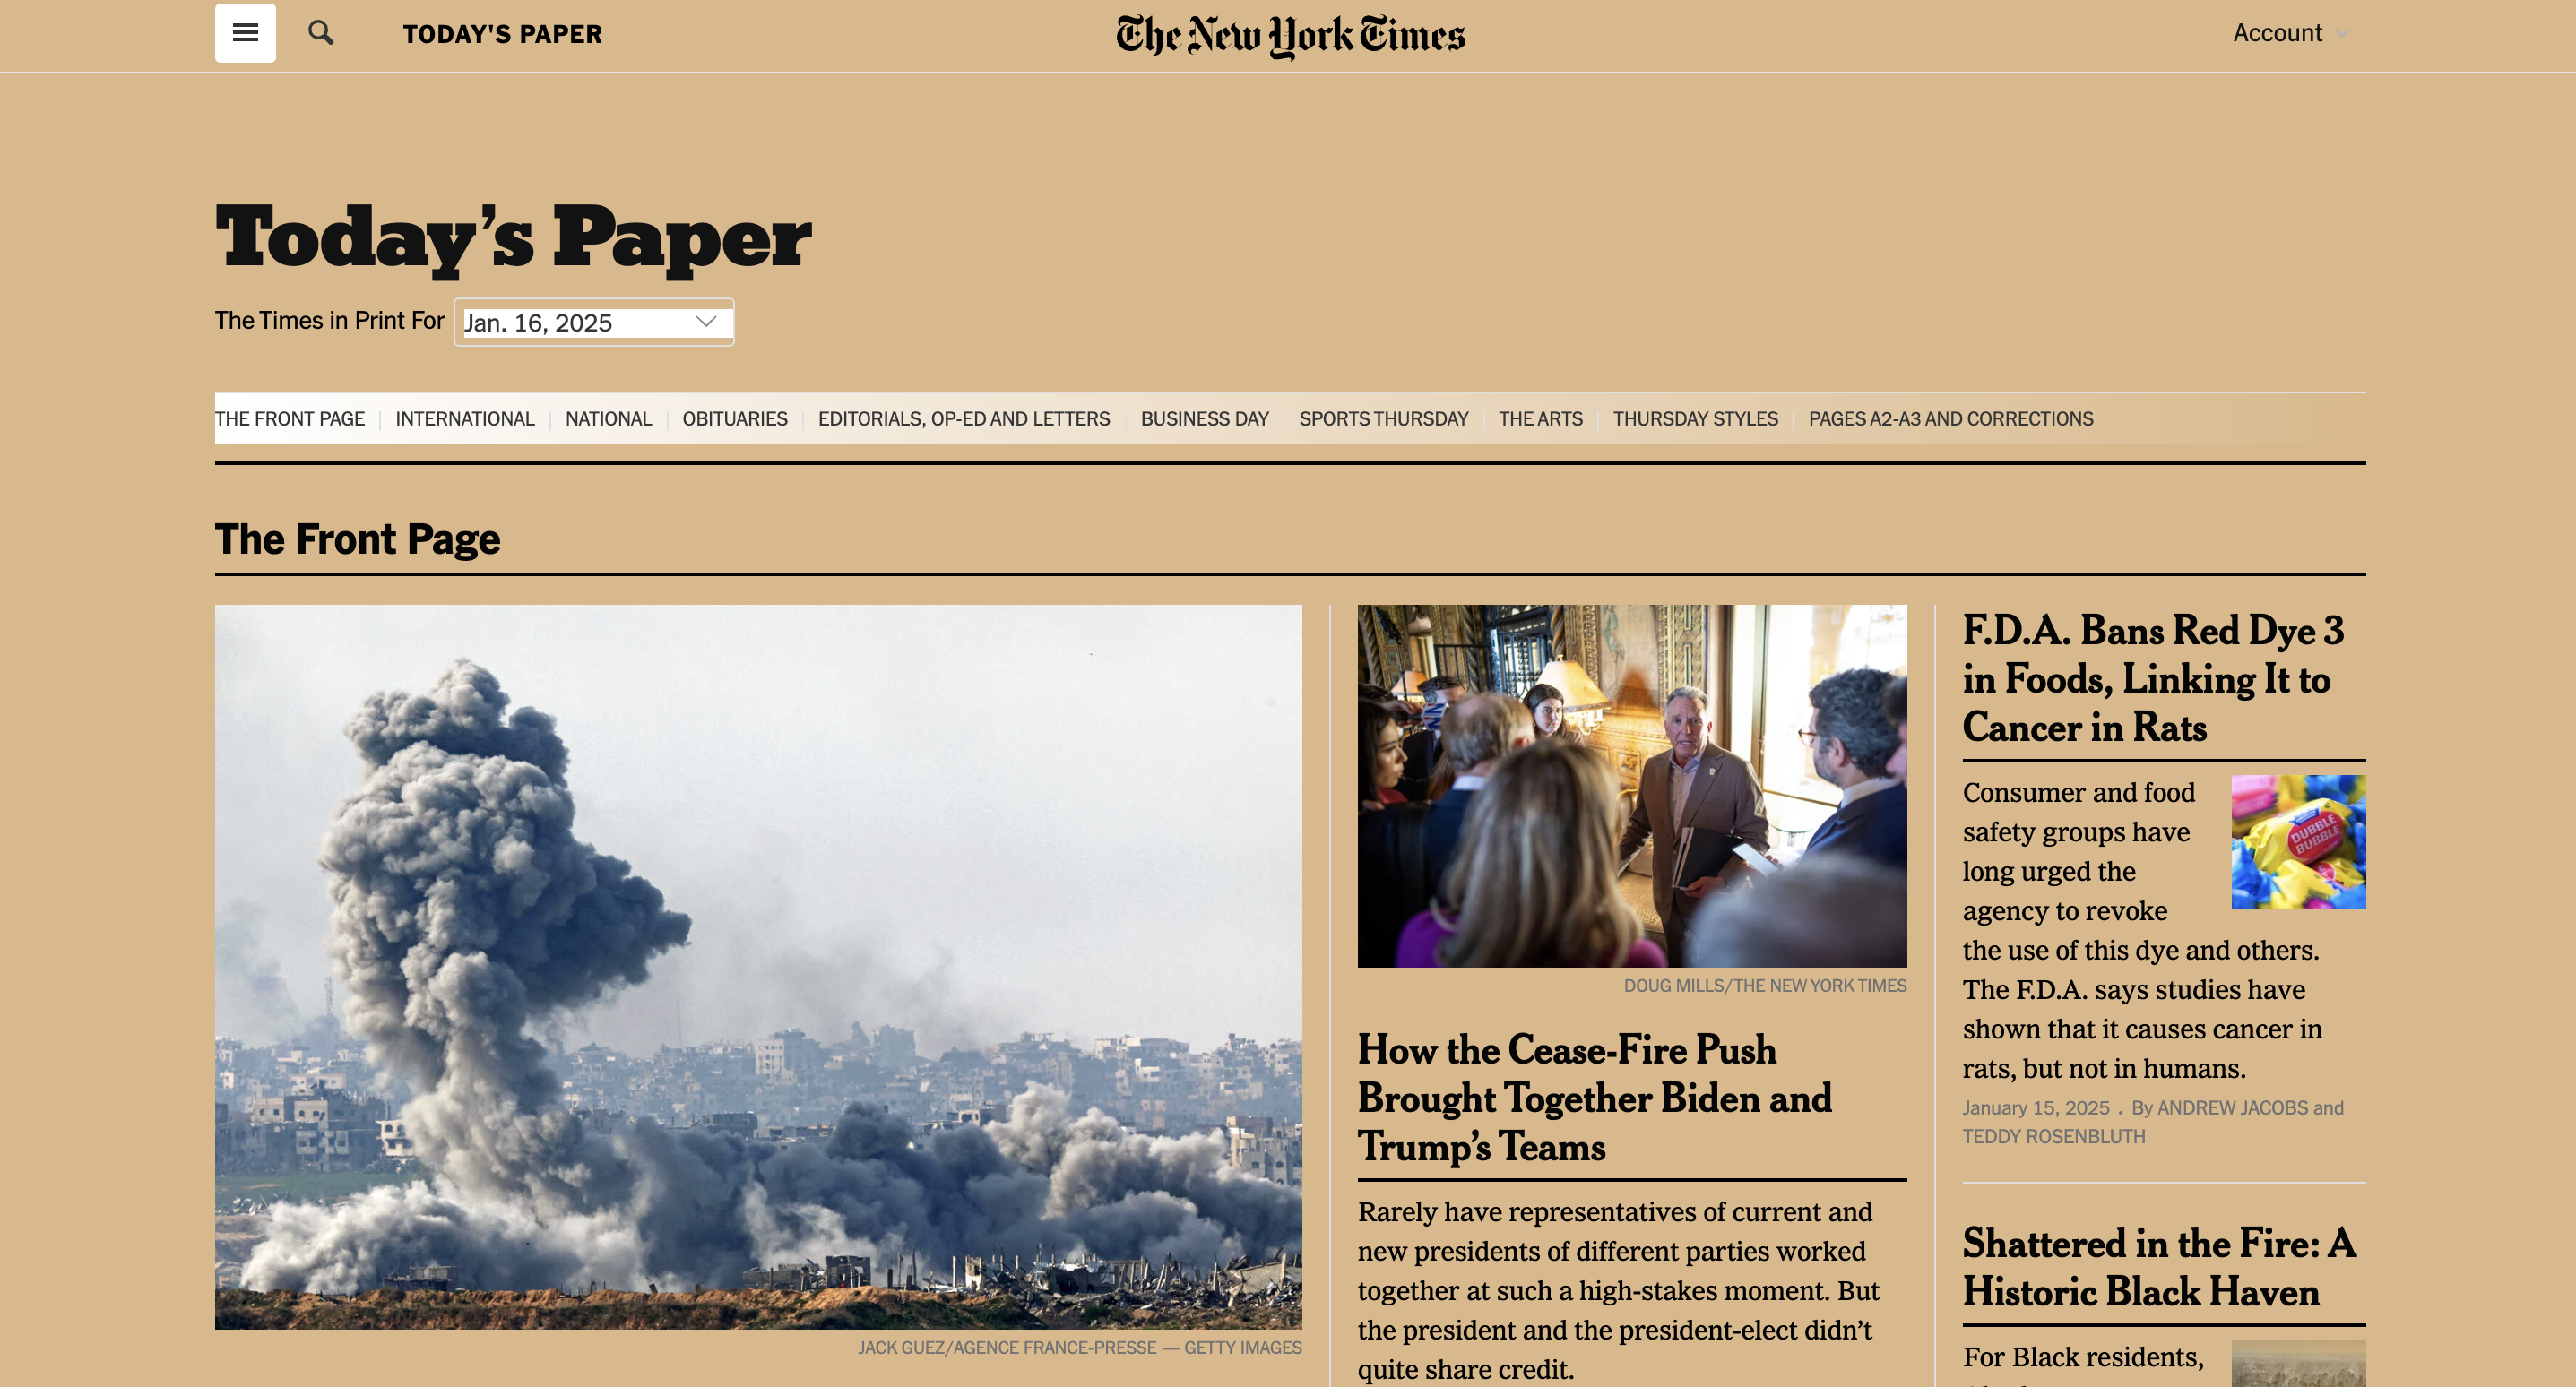 TODAY'S PAPER
The New York Times
Account
Today’s Paper
The Times in Print For
Jan. 16, 2025
THE FRONT PAGE
INTERNATIONAL
NATIONAL
OBITUARIES
EDITORIALS, OP-ED AND LETTERS
BUSINESS DAY
SPORTS THURSDAY
THE ARTS
THURSDAY STYLES
PAGES A2-A3 AND CORRECTIONS
The Front Page
JACK GUEZ/AGENCE FRANCE-PRESSE — GETTY IMAGES
DOUG MILLS/THE NEW YORK TIMES
How the Cease-Fire Push
Brought Together Biden and
Trump’s Teams
Rarely have representatives of current and
new presidents of different parties worked
together at such a high-stakes moment. But
the president and the president-elect didn’t
quite share credit.
F.D.A. Bans Red Dye 3
in Foods, Linking It to
Cancer in Rats
Consumer and food
safety groups have
long urged the
agency to revoke
the use of this dye and others.
The F.D.A. says studies have
shown that it causes cancer in
rats, but not in humans.
DUBBLE
BUBBLE
January 15, 2025 . By ANDREW JACOBS and
TEDDY ROSENBLUTH
Shattered in the Fire: A
Historic Black Haven
For Black residents,